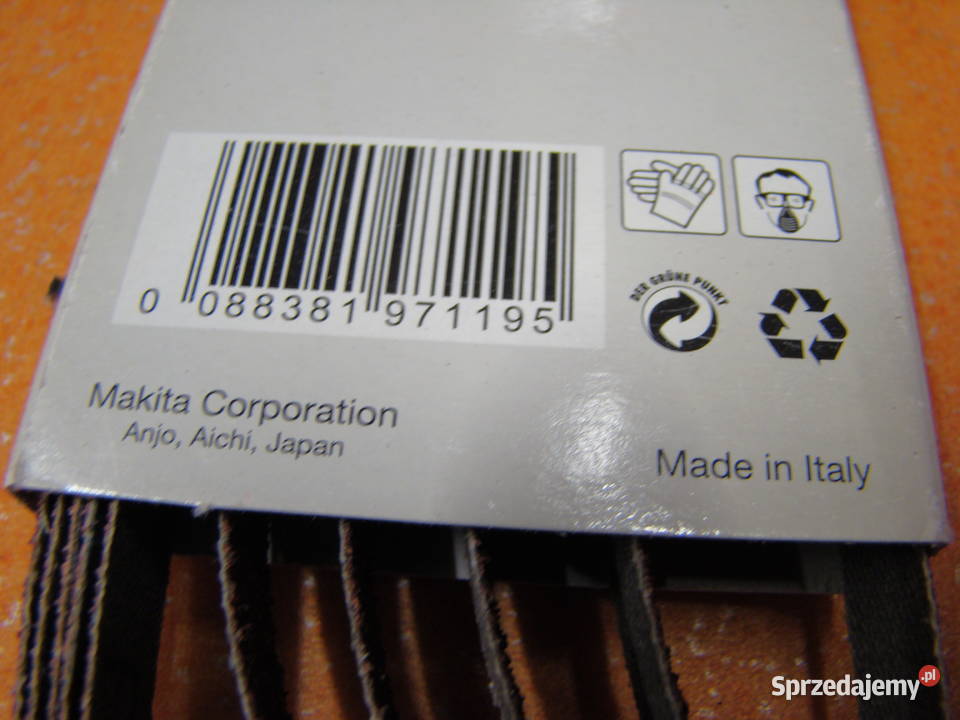 0 088381 971195
DER GRÜNE PUNKT
Makita Corporation
Anjo, Aichi, Japan
Made in Italy
Sprzedajemy.pl